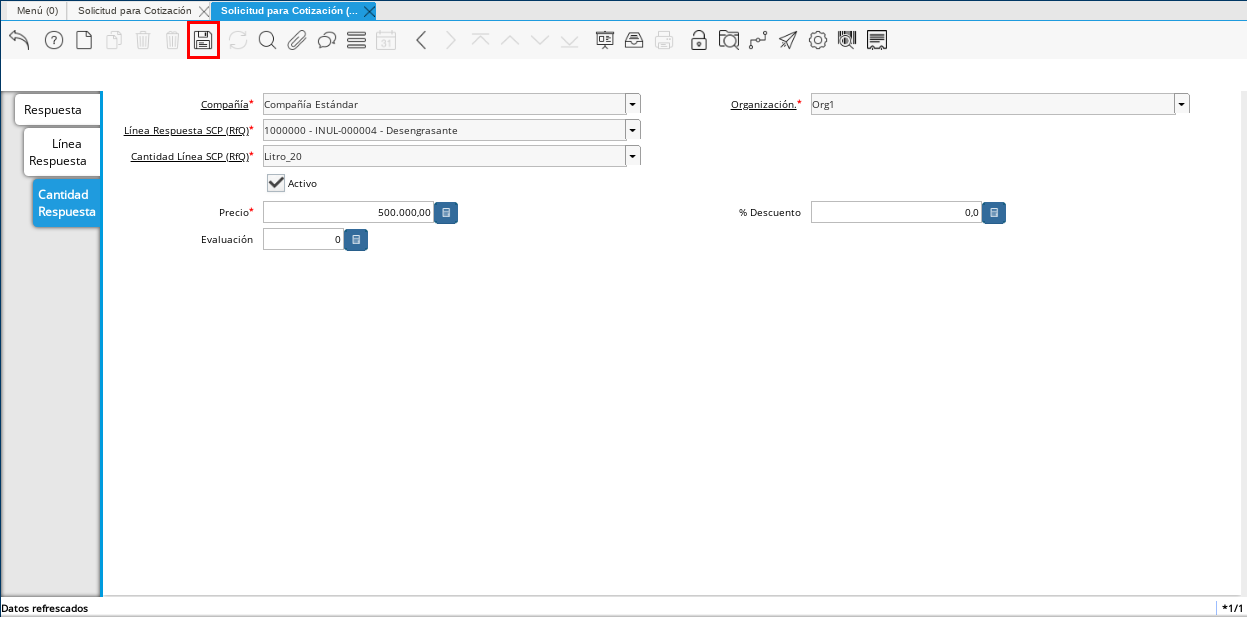 Menú (0) Solicitud para Cotización Solicitud para Cotización (...
31
Respuesta
Línea
Respuesta
Cantidad
Respuesta
Compañía* Compañía Estándar Organización.* Org1
Línea Respuesta SCP (RfQ)* 1000000 - INUL-000004 - Desengrasante
Cantidad Línea SCP (RfQ)* Litro_20
Activo
Precio* 500.000,00 % Descuento 0,0
Evaluación 0
Datos refrescados *1/1